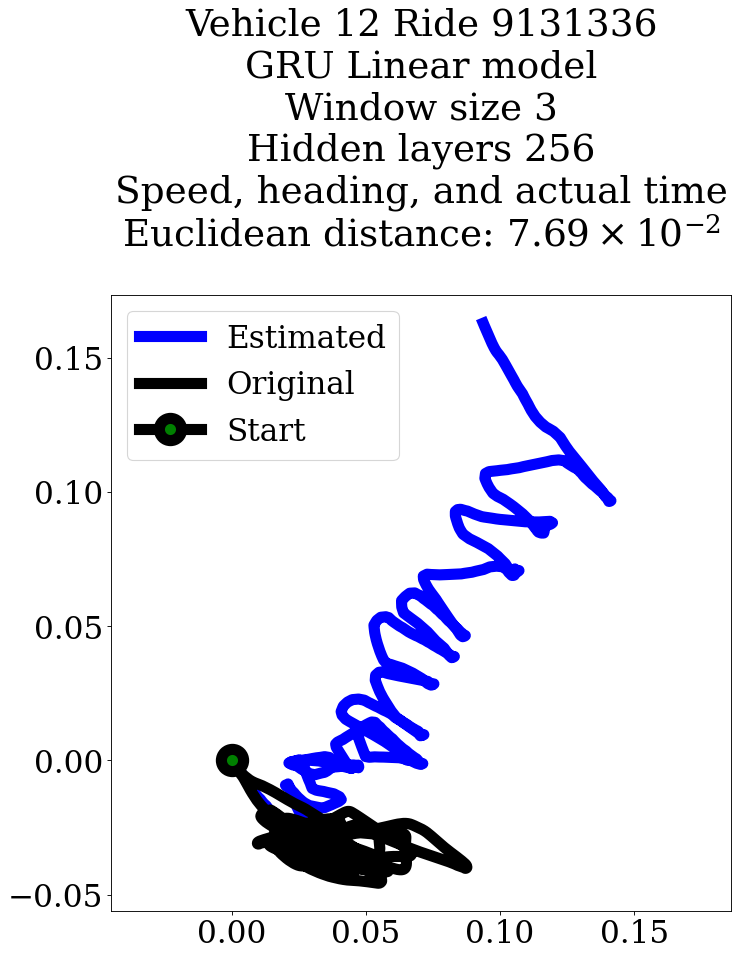 Vehicle 12 Ride 9131336
GRU Linear model
Window size 3
Hidden layers 256
Speed, heading, and actual time
Euclidean distance: 7.69 × 10⁻²
Estimated
Original
Start
0.15
0.10
0.05
0.00
−0.05
0.00 0.05 0.10 0.15